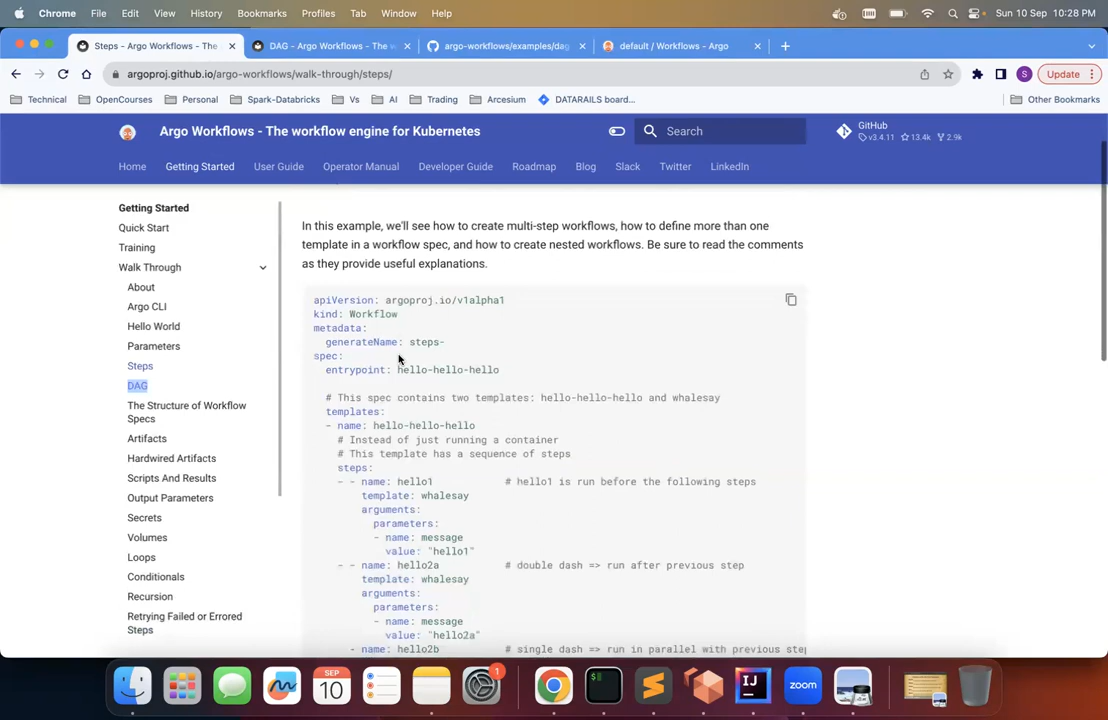 Chrome File Edit View History Bookmarks Profiles Tab Window Help Sun 10 Sep 10:28 PM
Steps - Argo Workflows - The DAG - Argo Workflows - The w argo-workflows/examples/dag default / Workflows - Argo
argoproj.github.io/argo-workflows/walk-through/steps/ S Update
Technical OpenCourses Personal Spark-Databricks Vs AI Trading Arcesium DATARAILS board... Other Bookmarks
Argo Workflows - The workflow engine for Kubernetes Search GitHub
v3.4.11 13.4k 2.9k
Home Getting Started User Guide Operator Manual Developer Guide Roadmap Blog Slack Twitter LinkedIn
Getting Started
Quick Start
Training
Walk Through
About
Argo CLI
Hello World
Parameters
Steps
DAG
The Structure of Workflow
Specs
Artifacts
Hardwired Artifacts
Scripts And Results
Output Parameters
Secrets
Volumes
Loops
Conditionals
Recursion
Retrying Failed or Errored
Steps
In this example, we'll see how to create multi-step workflows, how to define more than one
template in a workflow spec, and how to create nested workflows. Be sure to read the comments
as they provide useful explanations.
apiVersion: argoproj.io/v1alpha1
kind: Workflow
metadata:
generateName: steps-
spec:
entrypoint: hello-hello-hello
# This spec contains two templates: hello-hello-hello and whalesay
templates:
- name: hello-hello-hello
# Instead of just running a container
# This template has a sequence of steps
steps:
- - name: hello1 # hello1 is run before the following steps
template: whalesay
arguments:
parameters:
- name: message
value: "hello1"
- - name: hello2a # double dash => run after previous step
template: whalesay
arguments:
parameters:
- name: message
value: "hello2a"
- name: hello2b # single dash => run in parallel with previous step
SEP
10
1
$
IJ
zoom